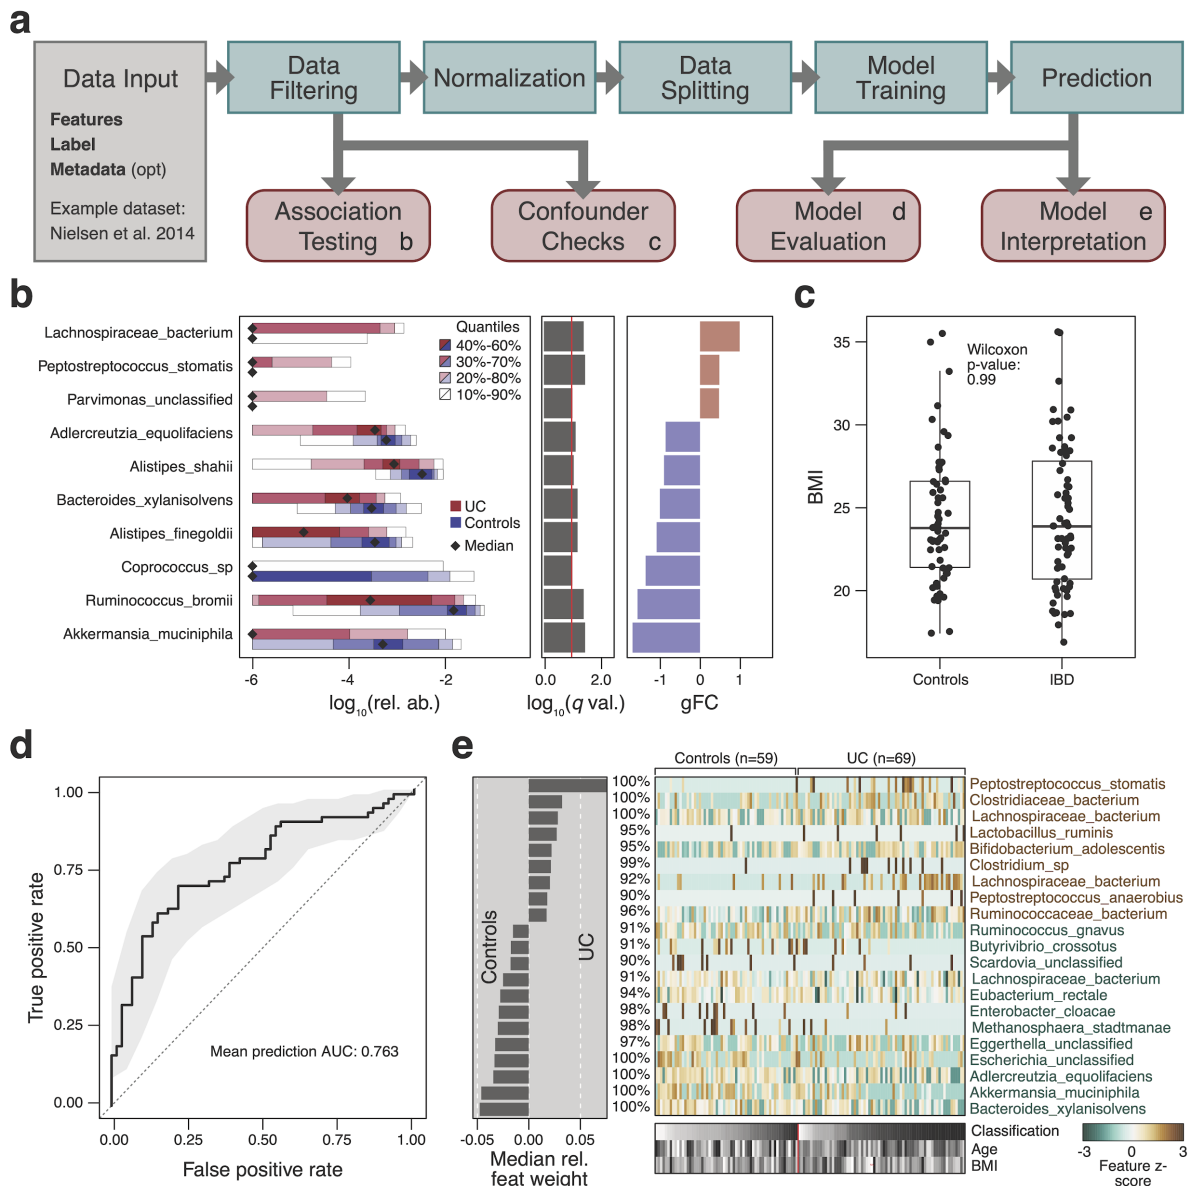 a
Data Input
Features
Label
Metadata (opt)
Example dataset:
Nielsen et al. 2014
Data
Filtering
Normalization
Data
Splitting
Model
Training
Prediction
Association
Testing b
Confounder
Checks c
Model d
Evaluation
Model e
Interpretation
b
Lachnospiraceae_bacterium
Peptostreptococcus_stomatis
Parvimonas_unclassified
Adlercreutzia_equolifaciens
Alistipes_shahii
Bacteroides_xylanisolvens
Alistipes_finegoldii
Coprococcus_sp
Ruminococcus_bromii
Akkermansia_muciniphila
Quantiles
40%-60%
30%-70%
20%-80%
10%-90%
UC
Controls
Median
-6 -4 -2
log10(rel. ab.)
0.0 2.0
log10(q val.)
-1 0 1
gFC
c
Wilcoxon
p-value:
0.99
BMI
35
30
25
20
Controls IBD
d
True positive rate
1.00
0.75
0.50
0.25
0.00
Mean prediction AUC: 0.763
0.00 0.25 0.50 0.75 1.00
False positive rate
e
Controls
UC
-0.05 0.00 0.05
Median rel.
feat weight
Controls (n=59) UC (n=69)
100% Peptostreptococcus_stomatis
100% Clostridiaceae_bacterium
100% Lachnospiraceae_bacterium
95% Lactobacillus_ruminis
95% Bifidobacterium_adolescentis
99% Clostridium_sp
92% Lachnospiraceae_bacterium
90% Peptostreptococcus_anaerobius
96% Ruminococcaceae_bacterium
91% Ruminococcus_gnavus
91% Butyrivibrio_crossotus
90% Scardovia_unclassified
91% Lachnospiraceae_bacterium
94% Eubacterium_rectale
98% Enterobacter_cloacae
98% Methanosphaera_stadtmanae
97% Eggerthella_unclassified
100% Escherichia_unclassified
100% Adlercreutzia_equolifaciens
100% Akkermansia_muciniphila
100% Bacteroides_xylanisolvens
Classification
Age
BMI
-3 0 3
Feature z-
score